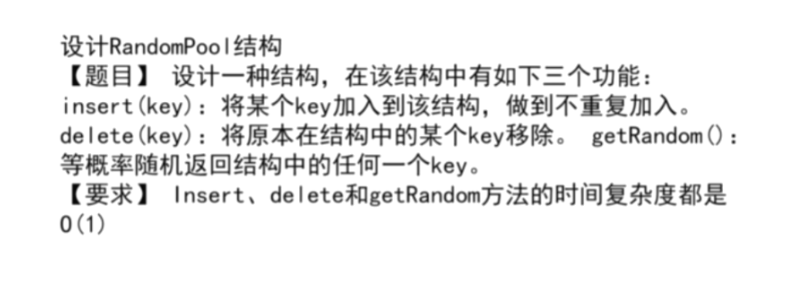 设计RandomPool结构
【题目】 设计一种结构，在该结构中有如下三个功能：
insert(key)：将某个key加入到该结构，做到不重复加入。
delete(key)：将原本在结构中的某个key移除。 getRandom()：
等概率随机返回结构中的任何一个key。
【要求】 Insert、delete和getRandom方法的时间复杂度都是
O(1)